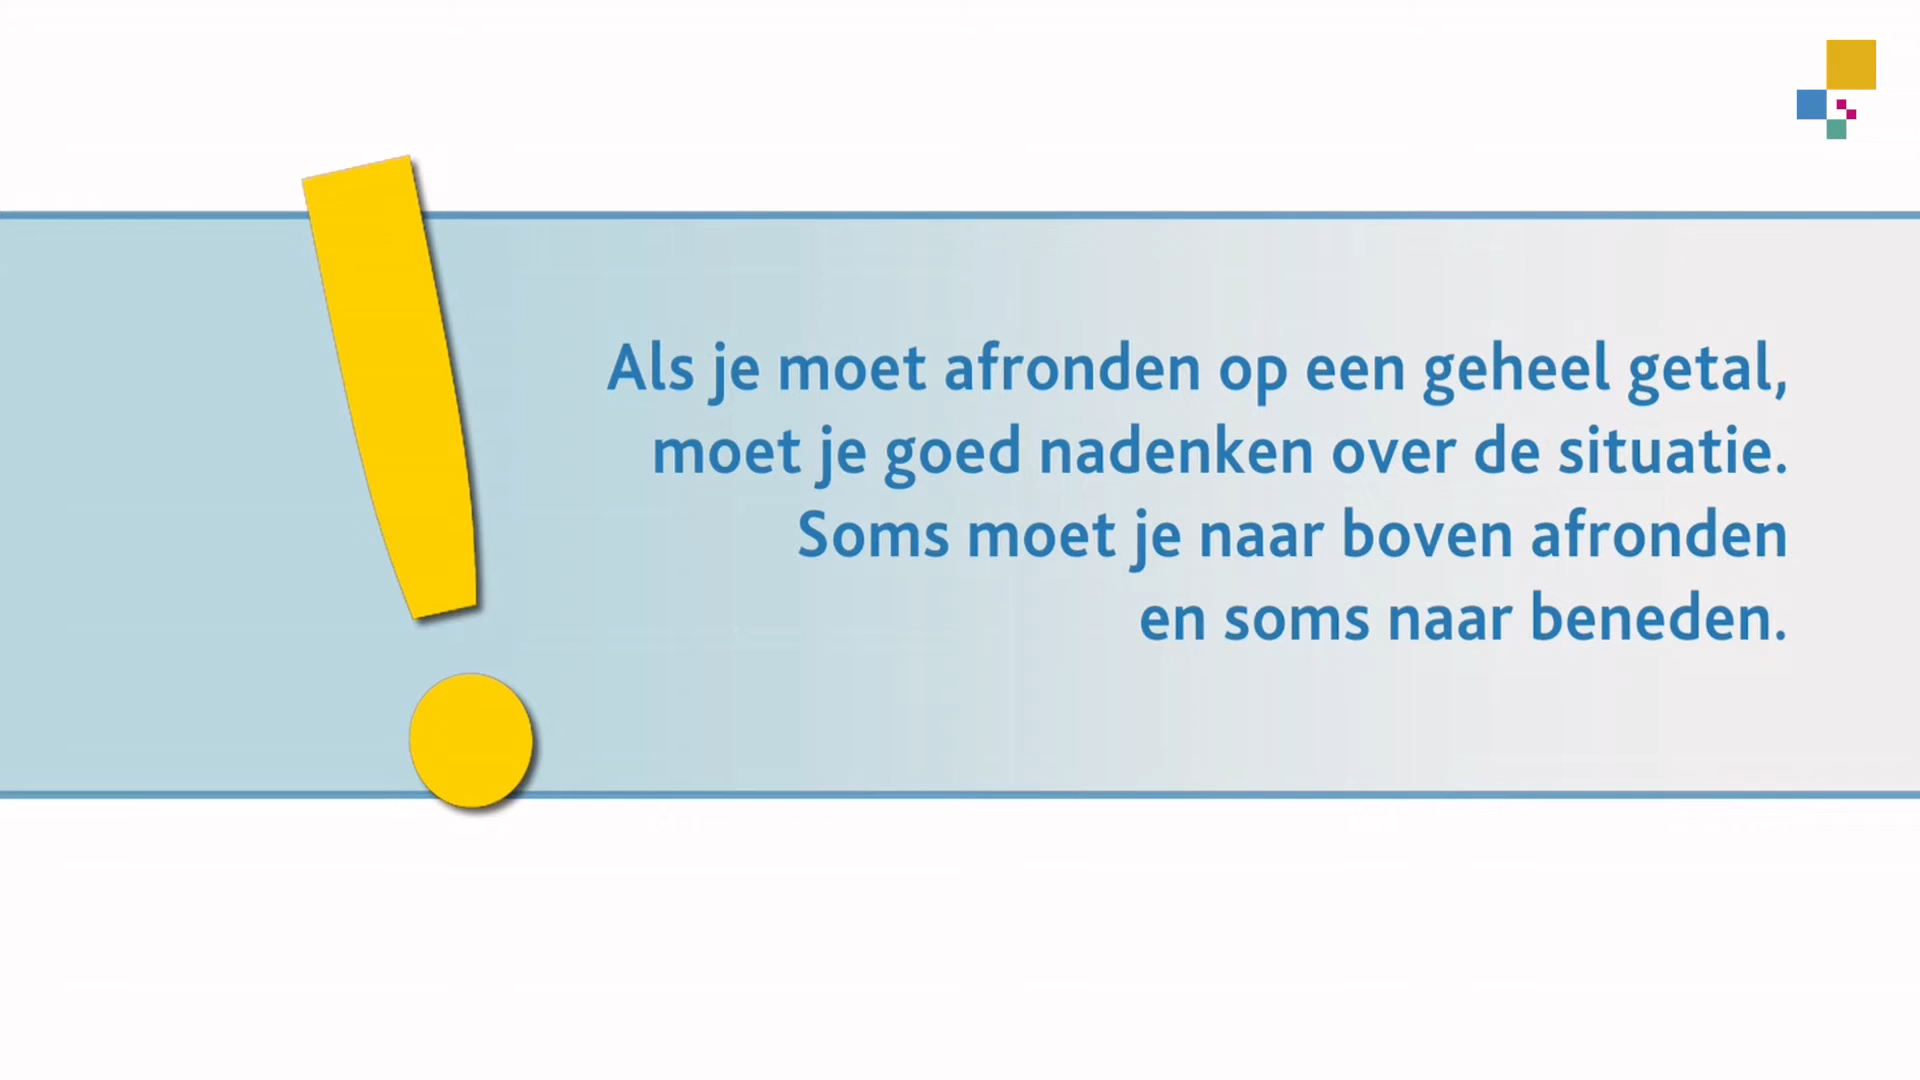 Als je moet afronden op een geheel getal,
moet je goed nadenken over de situatie.
Soms moet je naar boven afronden
en soms naar beneden.